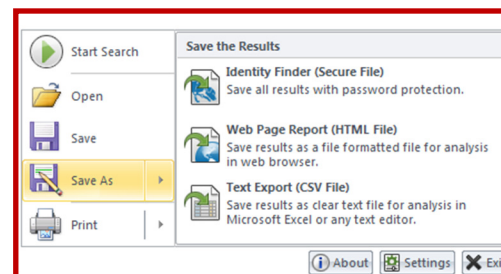 Start Search
Open
Save
Save As
Print
Save the Results
Identity Finder (Secure File)
Save all results with password protection.
Web Page Report (HTML File)
Save results as a file formatted file for analysis
in web browser.
Text Export (CSV File)
Save results as clear text file for analysis in
Microsoft Excel or any text editor.
About Settings Exi